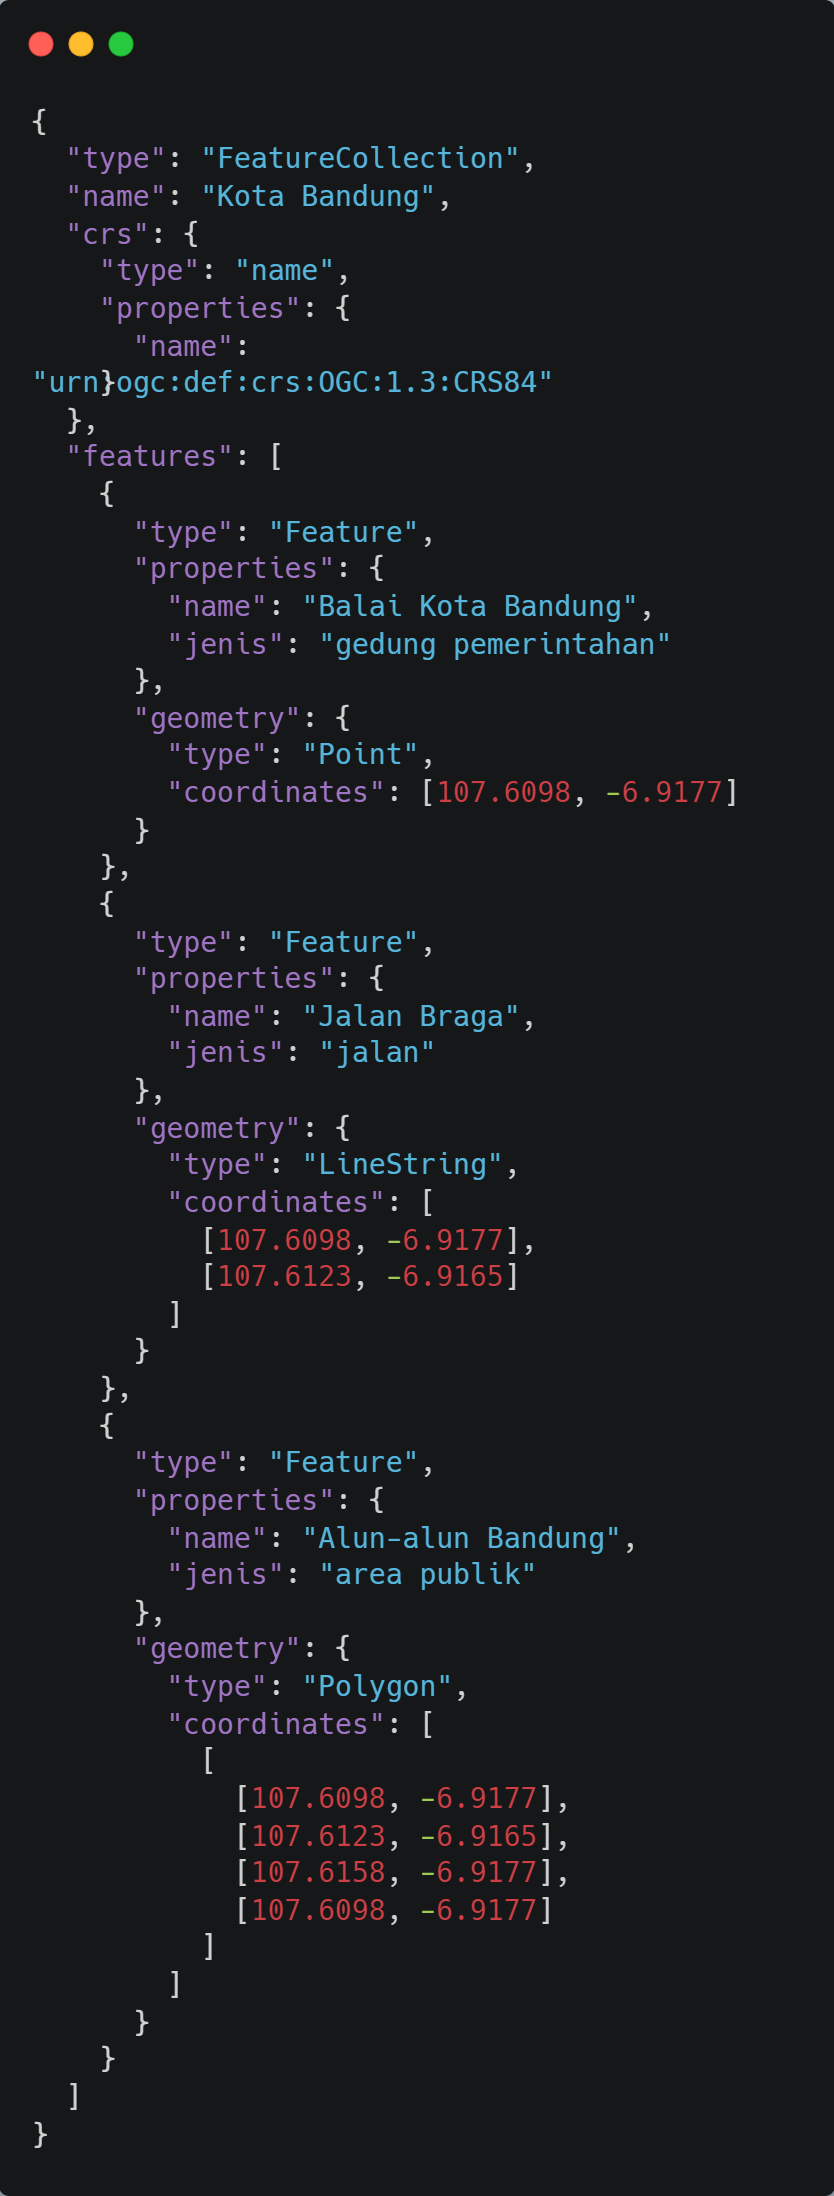 {
  "type": "FeatureCollection",
  "name": "Kota Bandung",
  "crs": {
    "type": "name",
    "properties": {
      "name":
"urn:ogc:def:crs:OGC:1.3:CRS84"
    }
  },
  "features": [
    {
      "type": "Feature",
      "properties": {
        "name": "Balai Kota Bandung",
        "jenis": "gedung pemerintahan"
      },
      "geometry": {
        "type": "Point",
        "coordinates": [107.6098, -6.9177]
      }
    },
    {
      "type": "Feature",
      "properties": {
        "name": "Jalan Braga",
        "jenis": "jalan"
      },
      "geometry": {
        "type": "LineString",
        "coordinates": [
          [107.6098, -6.9177],
          [107.6123, -6.9165]
        ]
      }
    },
    {
      "type": "Feature",
      "properties": {
        "name": "Alun-alun Bandung",
        "jenis": "area publik"
      },
      "geometry": {
        "type": "Polygon",
        "coordinates": [
          [
            [107.6098, -6.9177],
            [107.6123, -6.9165],
            [107.6158, -6.9177],
            [107.6098, -6.9177]
          ]
        ]
      }
    }
  ]
}